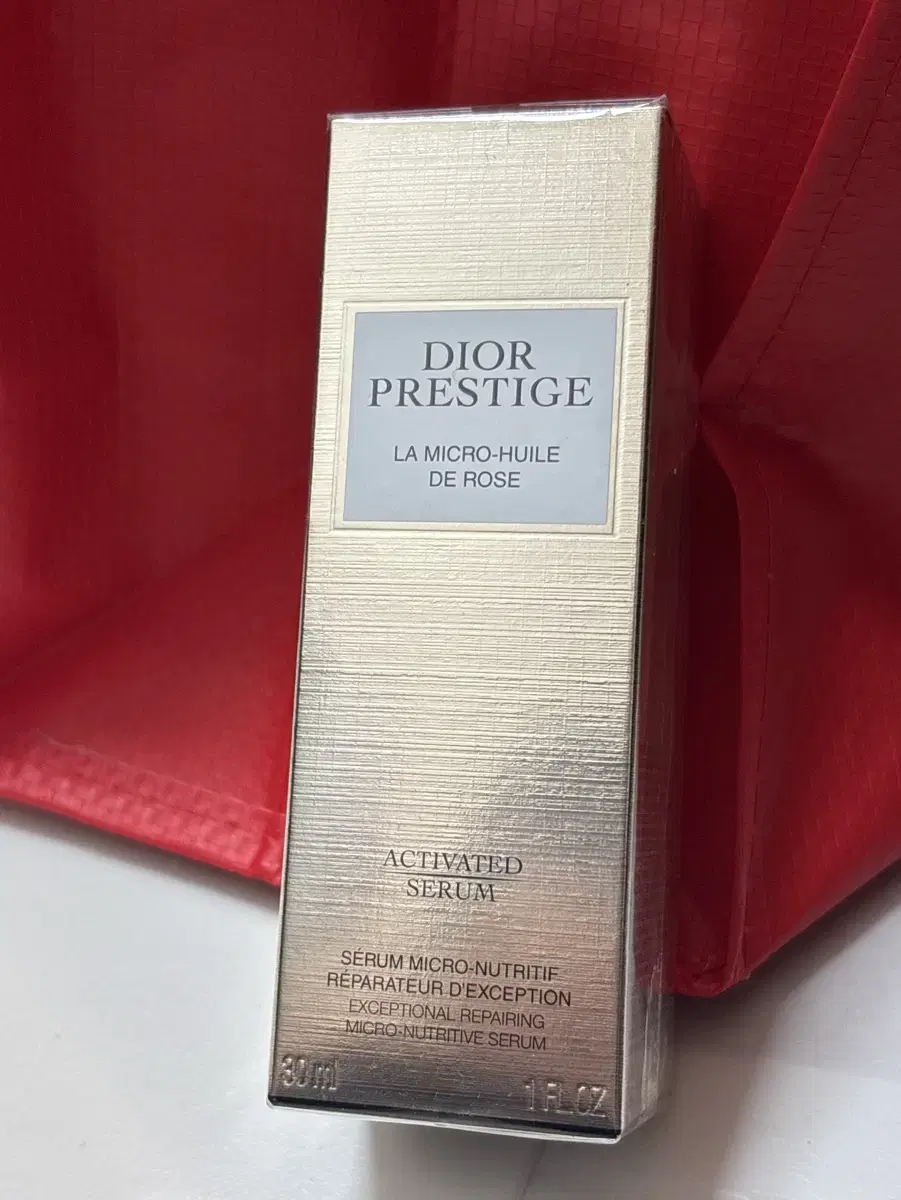 DIOR
PRESTIGE
LA MICRO-HUILE
DE ROSE
ACTIVATED
SERUM
SÉRUM MICRO-NUTRITIF
RÉPARATEUR D'EXCEPTION
EXCEPTIONAL REPAIRING
MICRO-NUTRITIVE SERUM
30 ml 1 FL.OZ